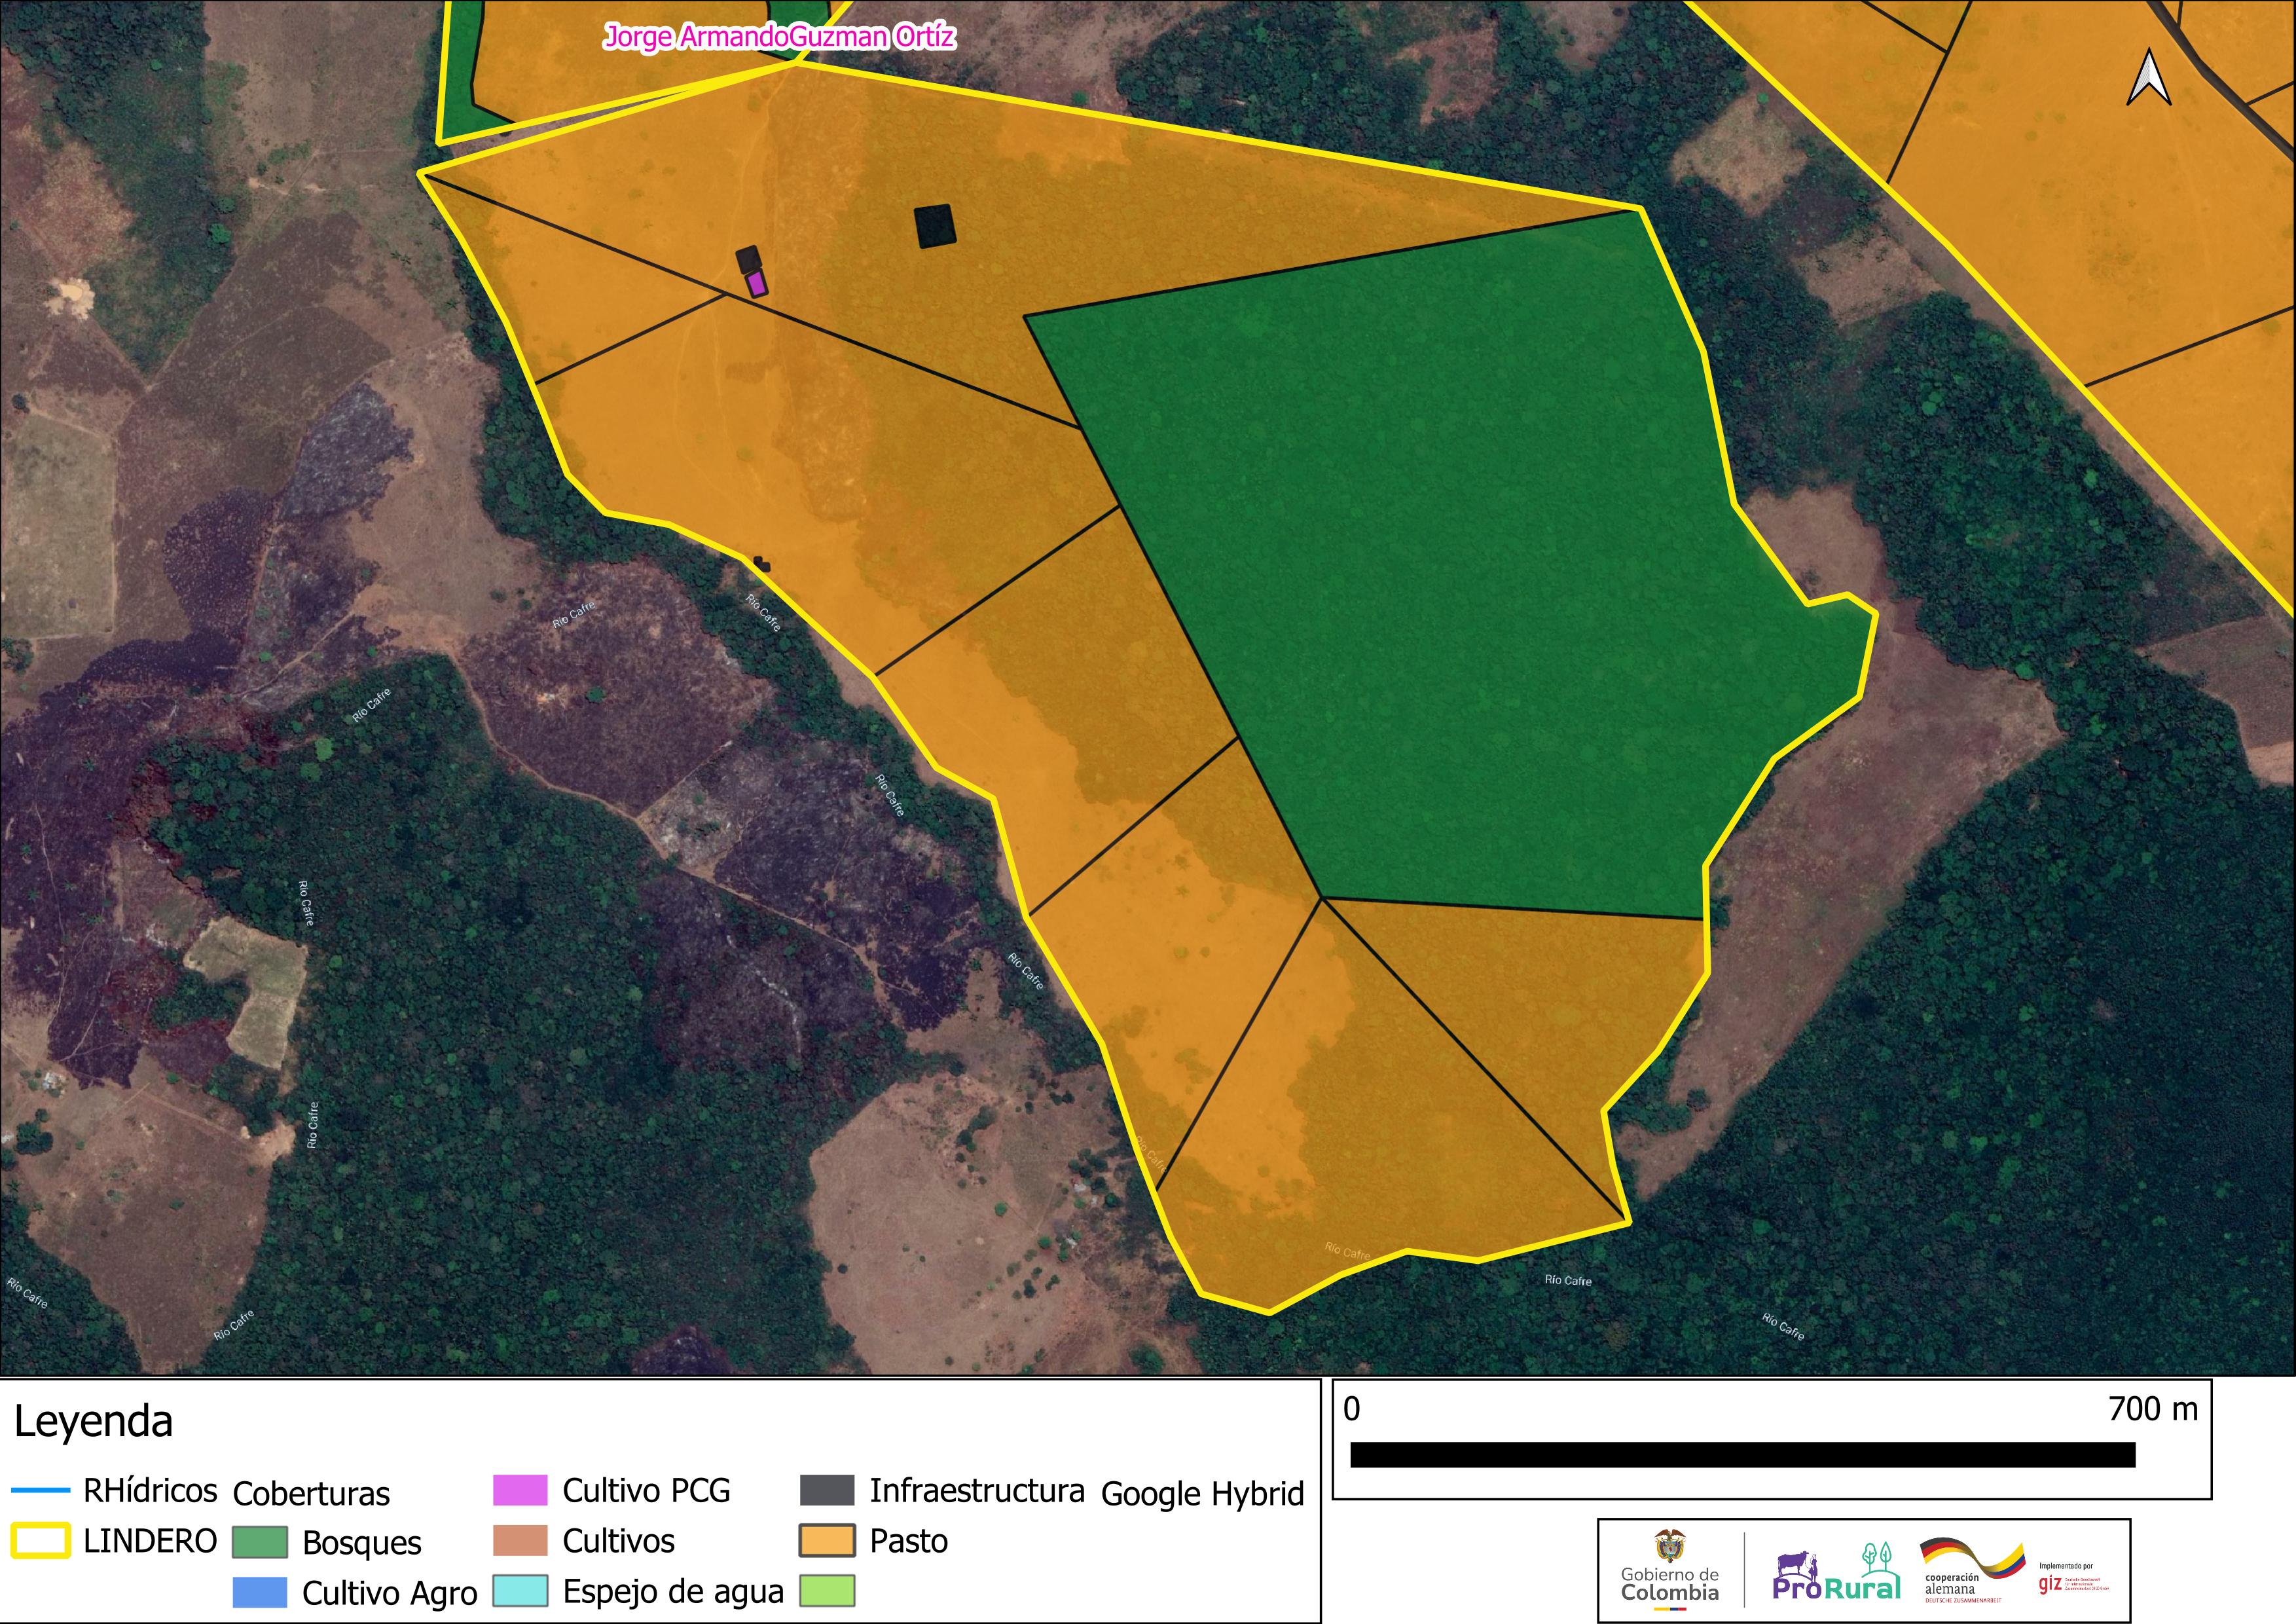 Jorge ArmandoGuzman Ortíz
Río Cafre
Río Cafre
Río Cafre
Río Cafre
Río Cafre
Río Cafre
Río Cafre
Río Cafre
Río Cafre
Río Cafre
Río Cafre
Río Cafre
Río Cafre
Leyenda
RHídricos
LINDERO
Coberturas
Bosques
Cultivo Agro
Cultivo PCG
Cultivos
Espejo de agua
Infraestructura
Pasto
Google Hybrid
0 700 m
Gobierno de
Colombia
ProRural
cooperación
alemana
DEUTSCHE ZUSAMMENARBEIT
Implementado por
giz